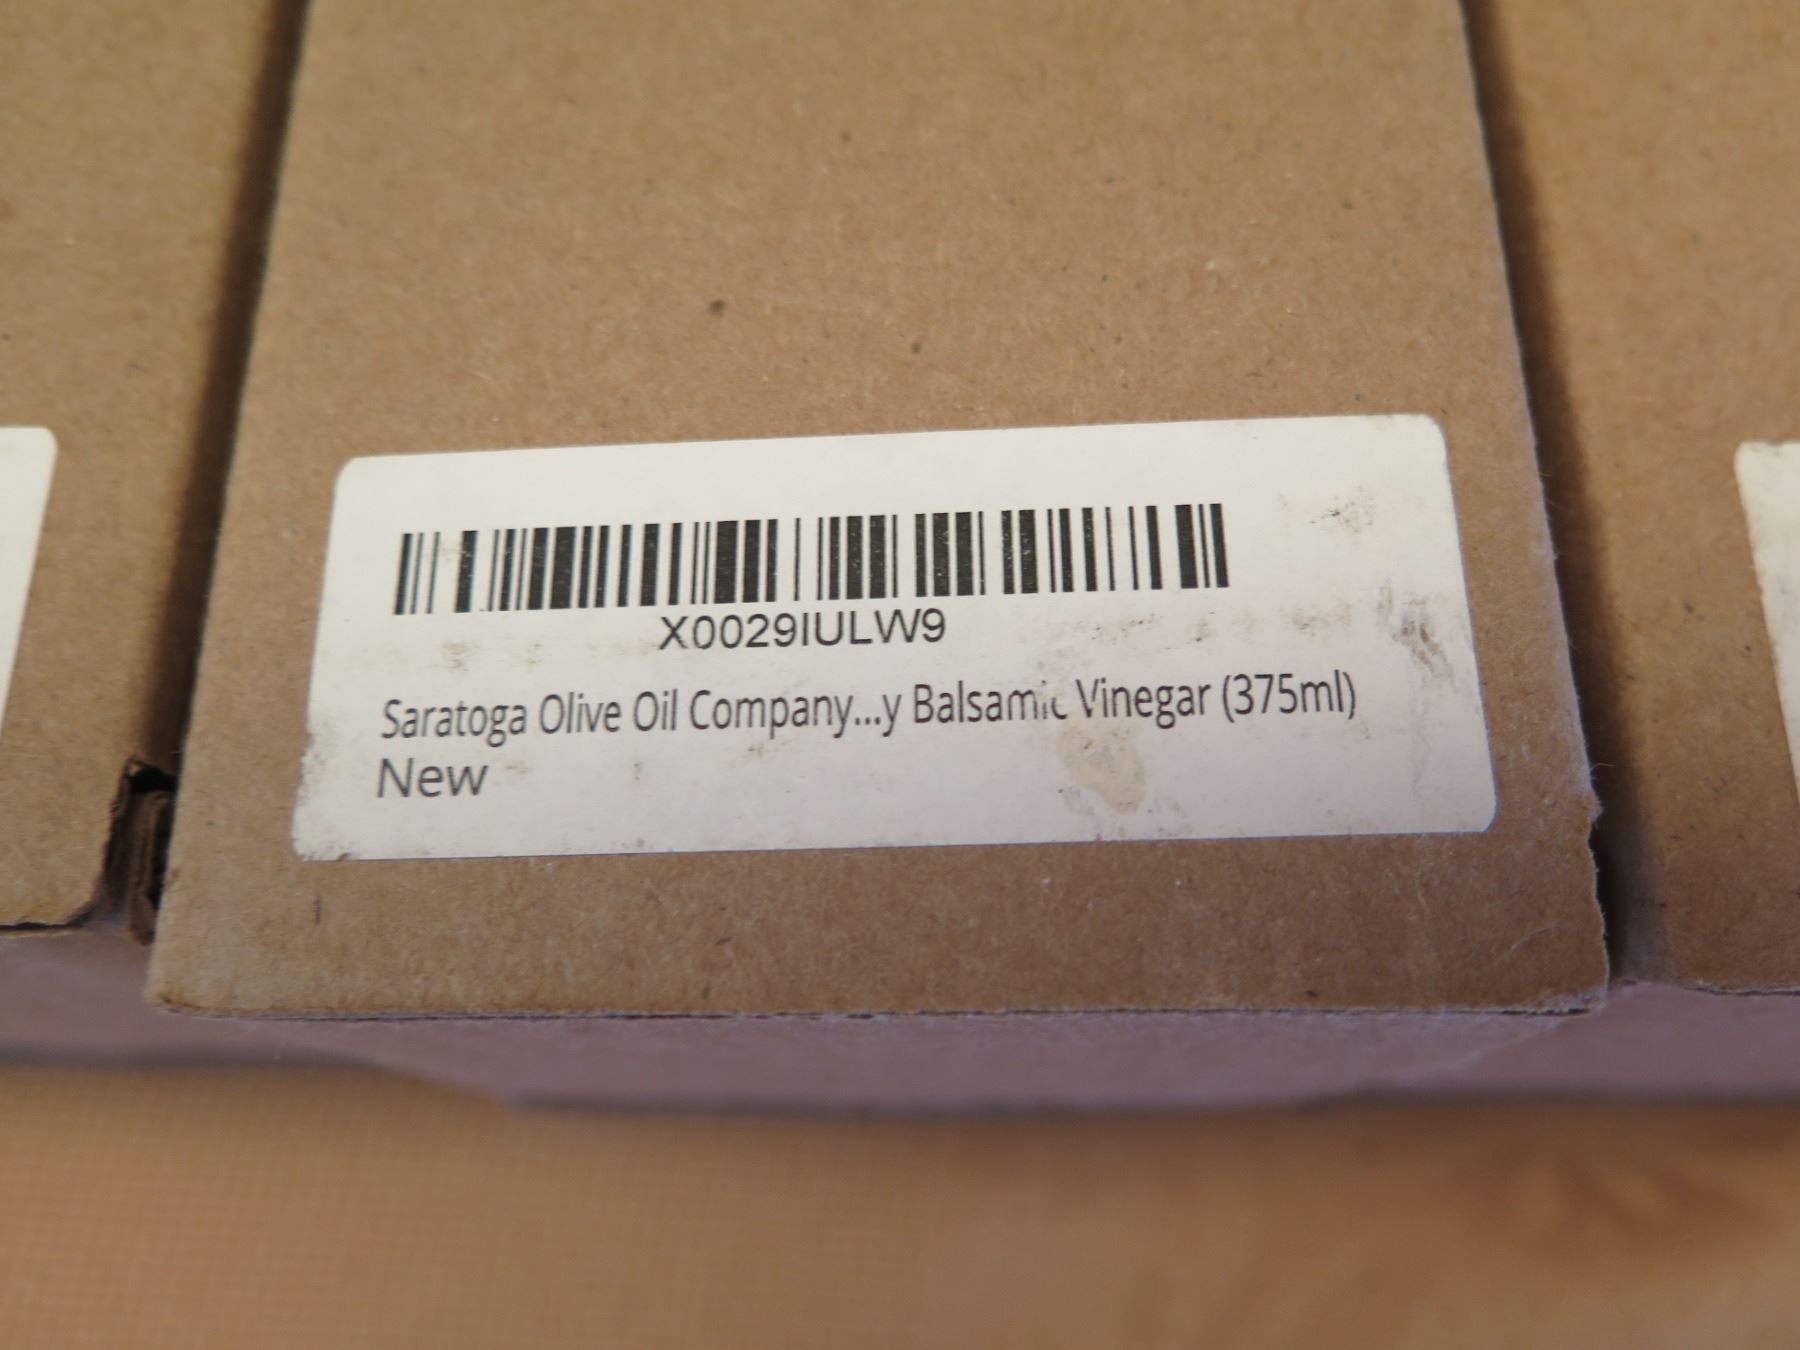 X0029IULW9
Saratoga Olive Oil Company...y Balsamic Vinegar (375ml)
New